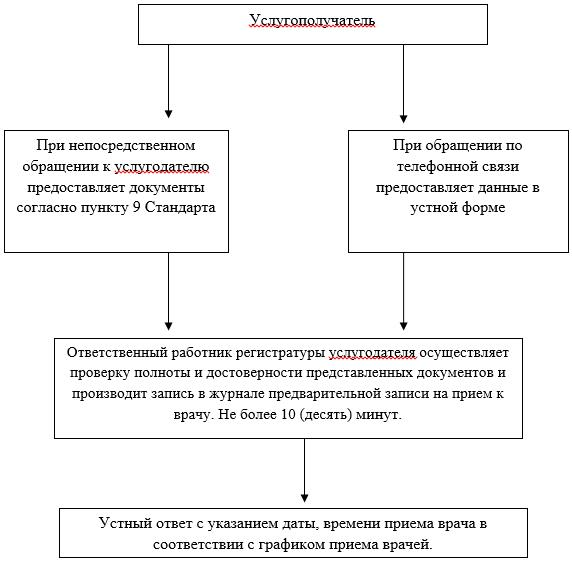 Услугополучатель
При непосредственном
обращении к услугодателю
предоставляет документы
согласно пункту 9 Стандарта
При обращении по
телефонной связи
предоставляет данные в
устной форме
Ответственный работник регистратуры услугодателя осуществляет
проверку полноты и достоверности представленных документов и
производит запись в журнале предварительной записи на прием к
врачу. Не более 10 (десять) минут.
Устный ответ с указанием даты, времени приема врача в
соответствии с графиком приема врачей.